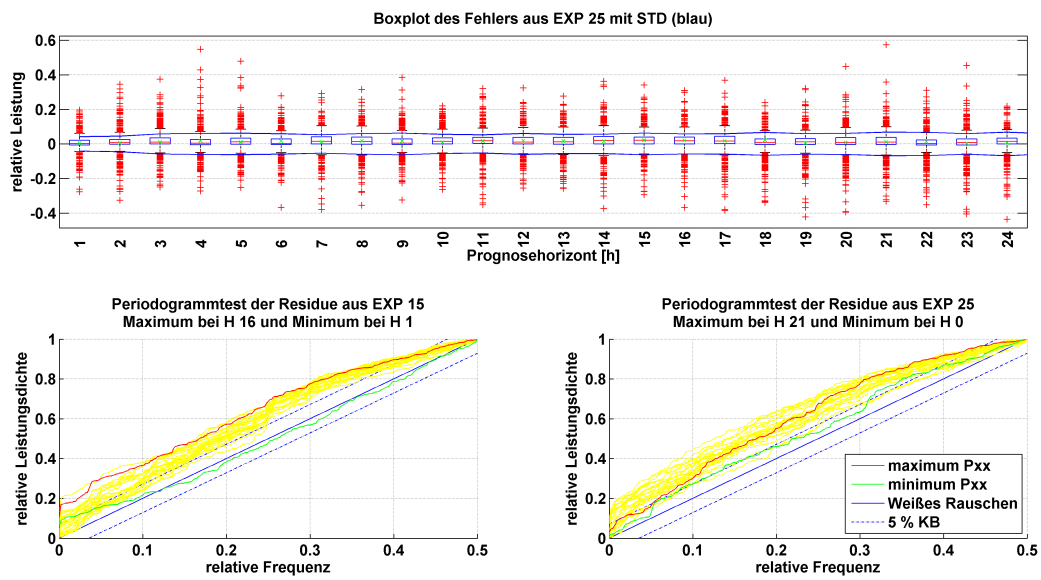 Boxplot des Fehlers aus EXP 25 mit STD (blau)
relative Leistung
0.6
0.4
0.2
0
-0.2
-0.4
1 2 3 4 5 6 7 8 9 10 11 12 13 14 15 16 17 18 19 20 21 22 23 24
Prognosehorizont [h]
Periodogrammtest der Residue aus EXP 15
Maximum bei H 16 und Minimum bei H 1
relative Leistungsdichte
1
0.8
0.6
0.4
0.2
0
0 0.1 0.2 0.3 0.4 0.5
relative Frequenz
Periodogrammtest der Residue aus EXP 25
Maximum bei H 21 und Minimum bei H 0
relative Leistungsdichte
1
0.8
0.6
0.4
0.2
0
maximum Pxx
minimum Pxx
Weißes Rauschen
5 % KB
0 0.1 0.2 0.3 0.4 0.5
relative Frequenz